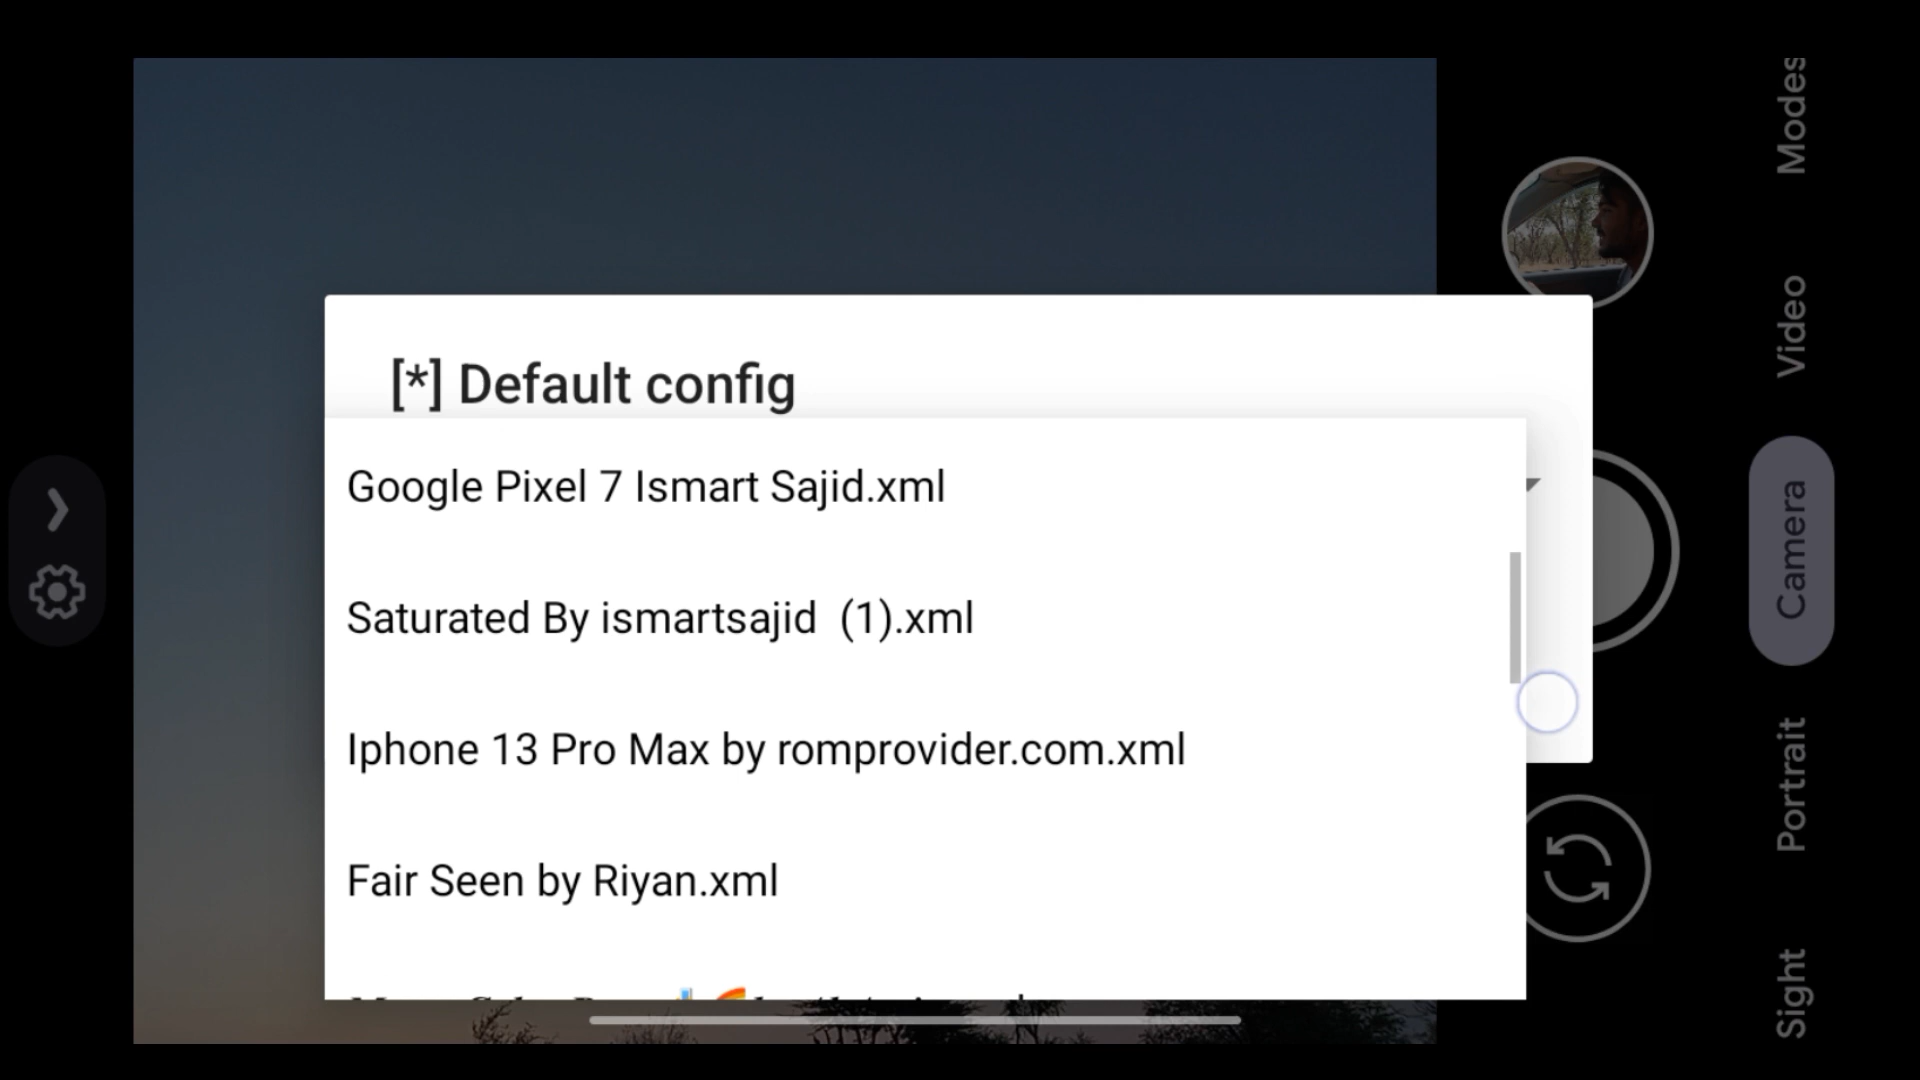 [*] Default config
Google Pixel 7 Ismart Sajid.xml
Saturated By ismartsajid  (1).xml
Iphone 13 Pro Max by romprovider.com.xml
Fair Seen by Riyan.xml
Modes
Video
Camera
Portrait
Sight